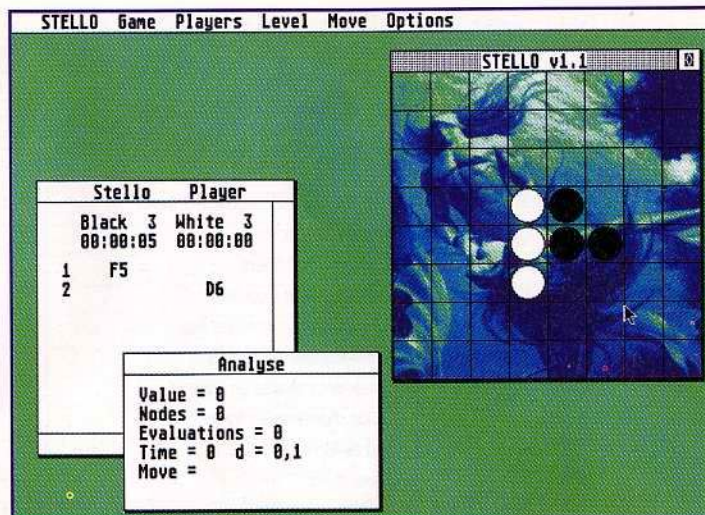 STELLO Game Players Level Move Options
STELLO v1.1
Stello Player
Black 3 White 3
00:00:05 00:00:00
1 F5
2 D6
Analyse
Value = 0
Nodes = 0
Evaluations = 0
Time = 0 d = 0,1
Move =